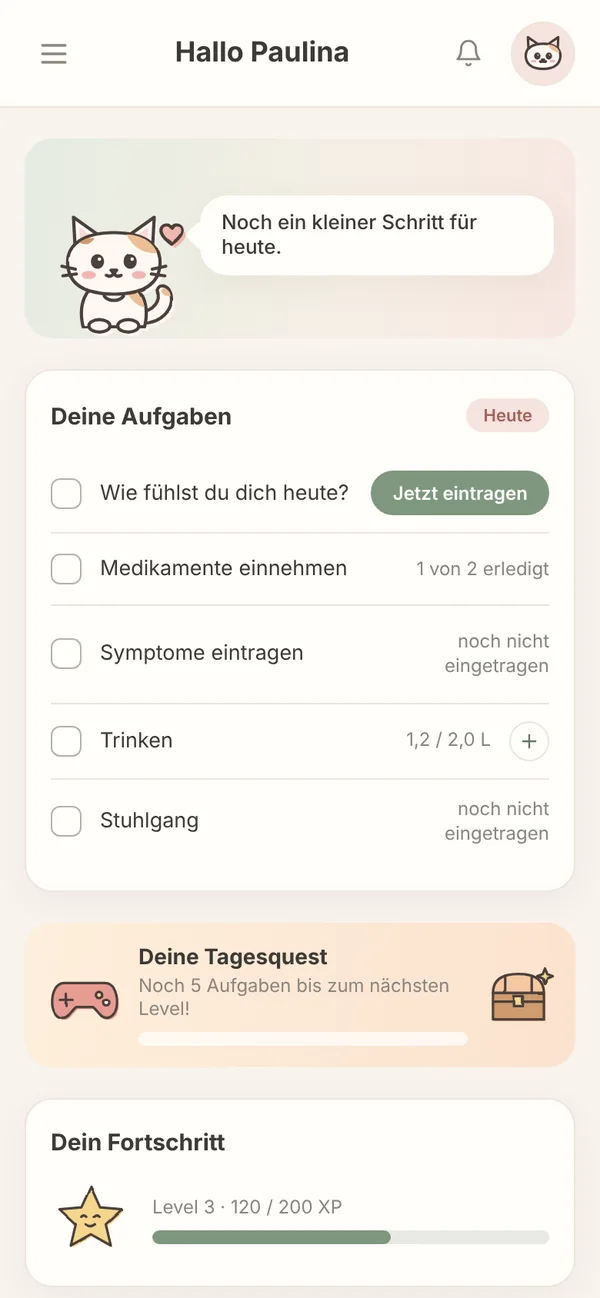 Hallo Paulina
Noch ein kleiner Schritt für
heute.
Deine Aufgaben
Heute
Wie fühlst du dich heute?
Jetzt eintragen
Medikamente einnehmen
1 von 2 erledigt
Symptome eintragen
noch nicht
eingetragen
Trinken
1,2 / 2,0 L
+
Stuhlgang
noch nicht
eingetragen
Deine Tagesquest
Noch 5 Aufgaben bis zum nächsten
Level!
Dein Fortschritt
Level 3 · 120 / 200 XP